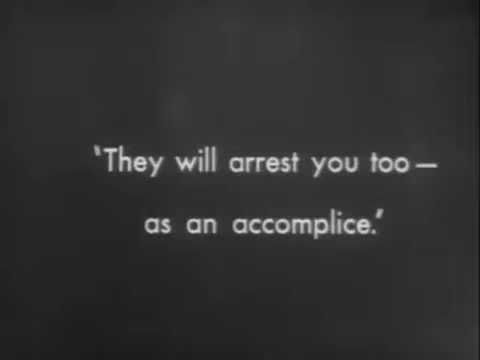 ‘They will arrest you too—
as an accomplice.’